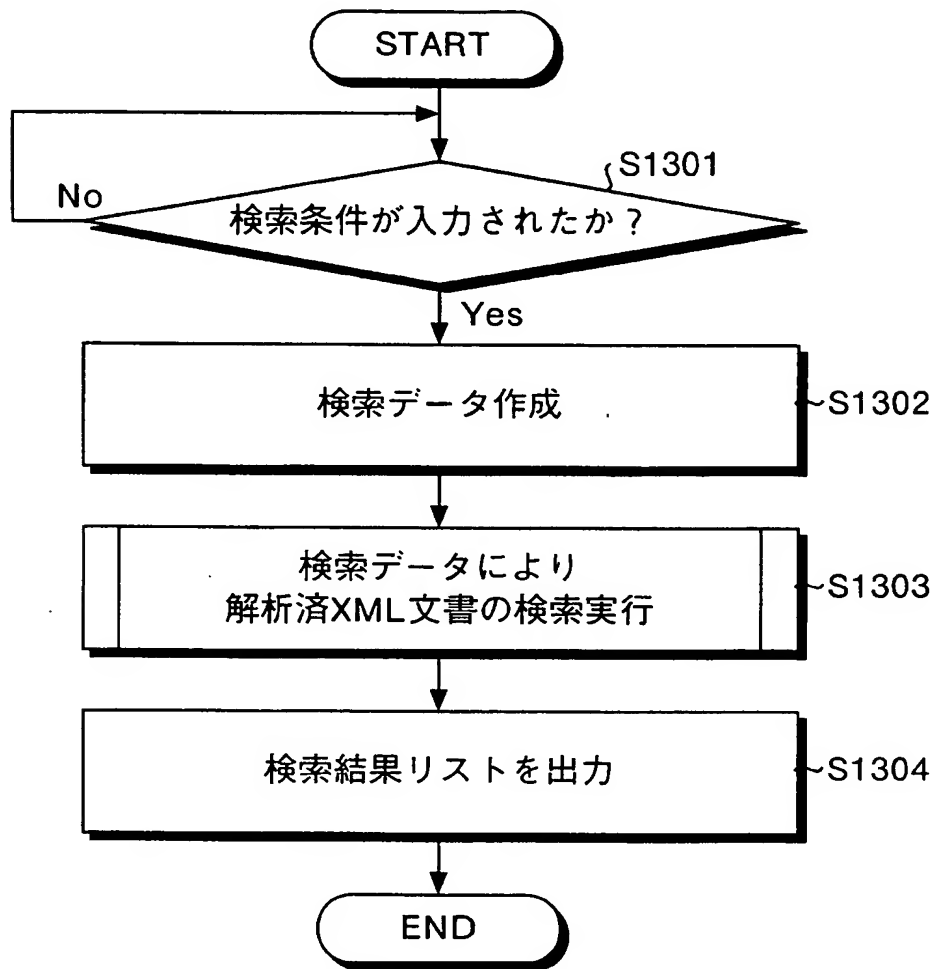 START
S1301
No
検索条件が入力されたか？
Yes
検索データ作成
S1302
検索データにより
解析済XML文書の検索実行
S1303
検索結果リストを出力
S1304
END